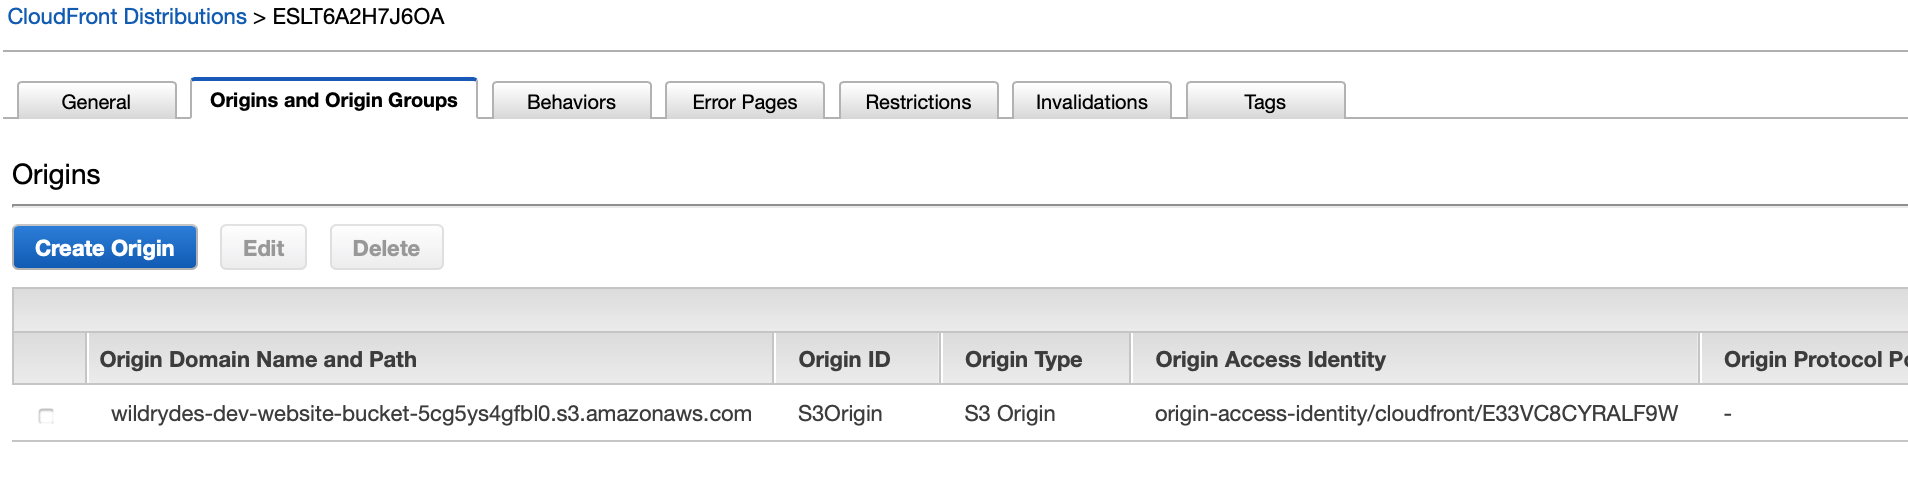 CloudFront Distributions > ESLT6A2H7J6OA
General Origins and Origin Groups Behaviors Error Pages Restrictions Invalidations Tags
Origins
Create Origin Edit Delete
Origin Domain Name and Path Origin ID Origin Type Origin Access Identity Origin Protocol Po
wildrydes-dev-website-bucket-5cg5ys4gfbl0.s3.amazonaws.com S3Origin S3 Origin origin-access-identity/cloudfront/E33VC8CYRALF9W -